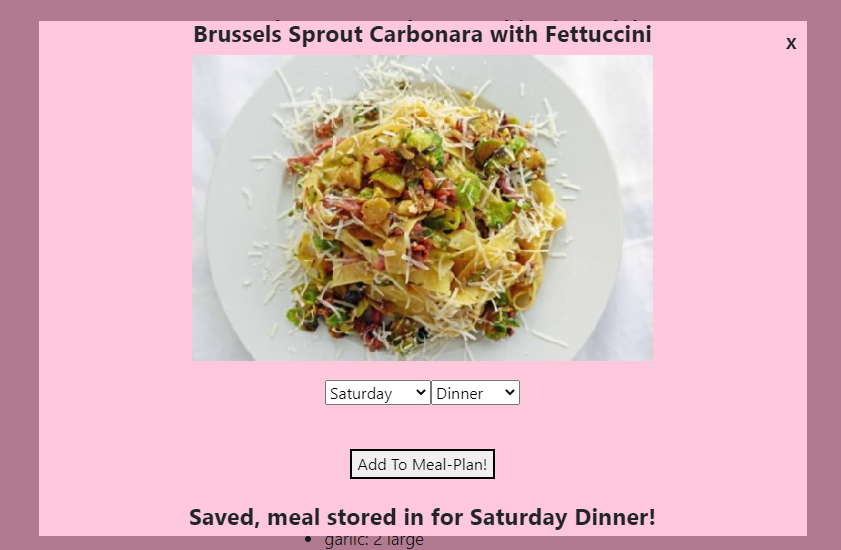 Brussels Sprout Carbonara with Fettuccini
X
Saturday
Dinner
Add To Meal-Plan!
Saved, meal stored in for Saturday Dinner!
garlic: 2 large